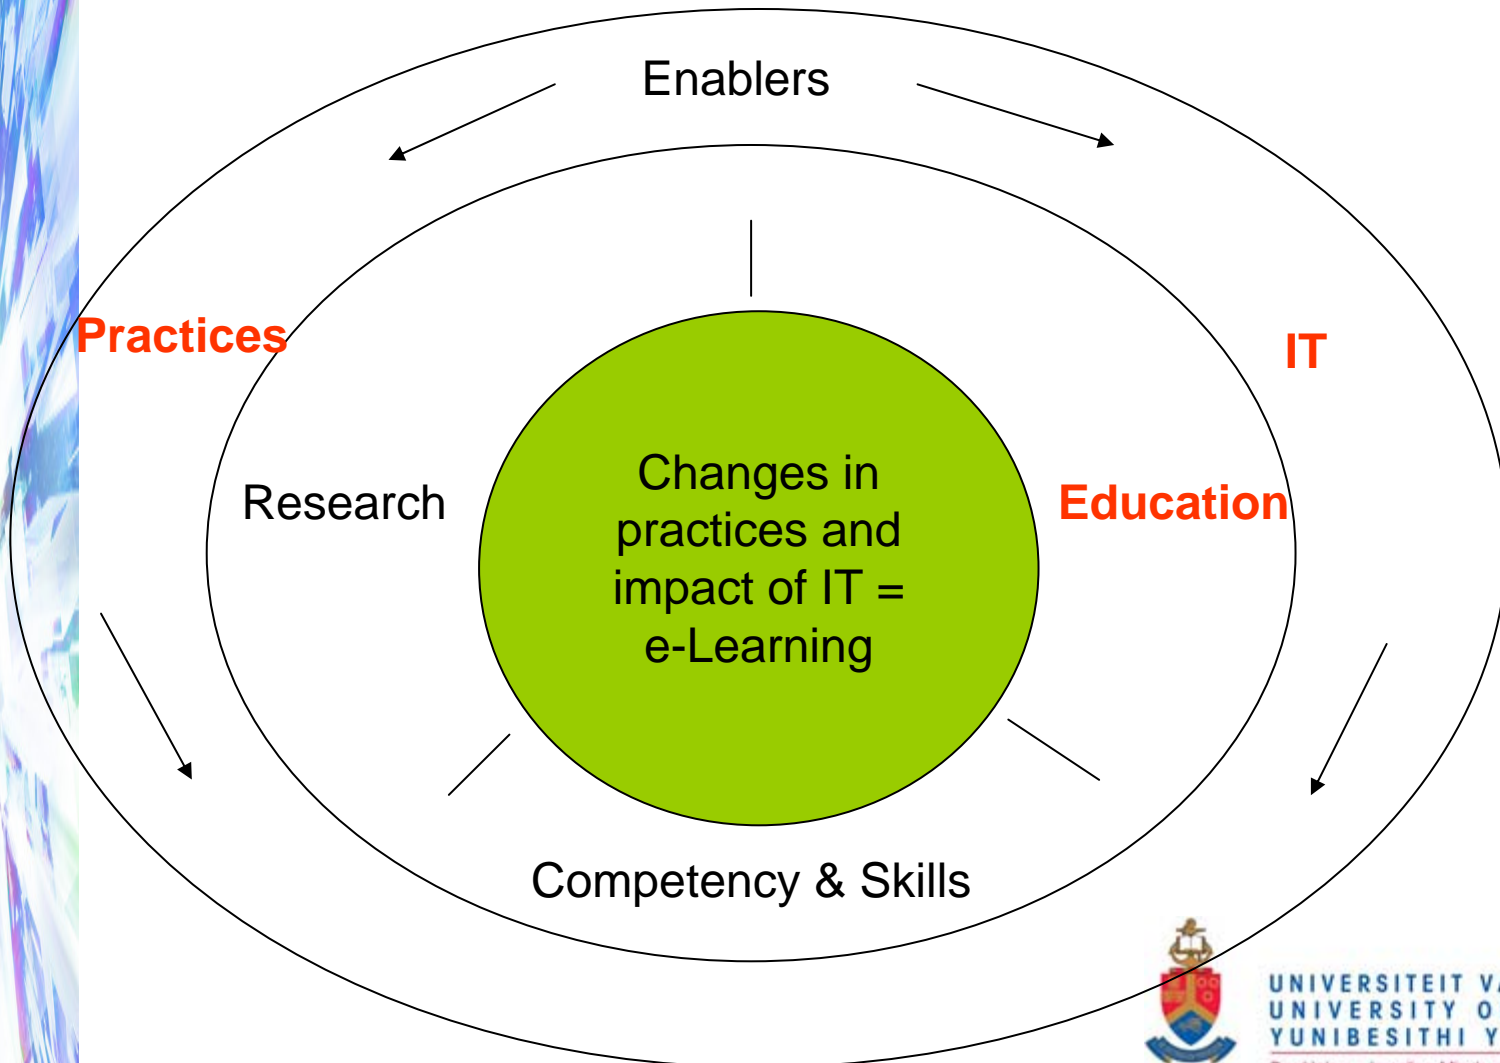 Enablers
Practices
IT
Research
Education
Changes in
practices and
impact of IT =
e-Learning
Competency & Skills
UNIVERSITEIT
UNIVERSITY
YUNIBESITHI